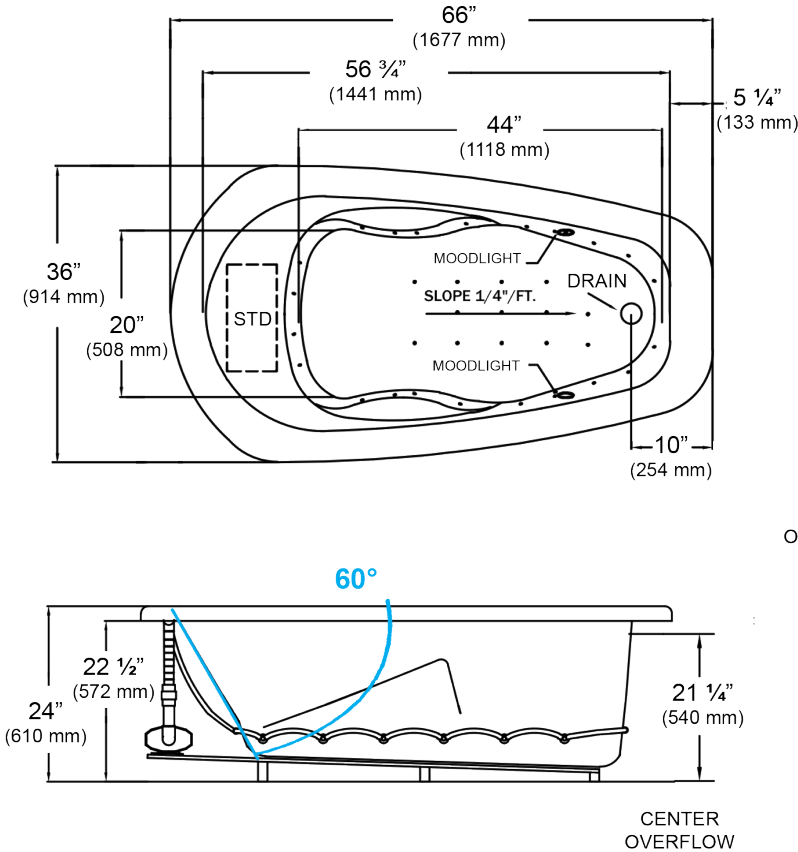 66”
(1677 mm)
56 ¾”
(1441 mm)
5 ¼”
(133 mm)
44”
(1118 mm)
36”
(914 mm)
20”
(508 mm)
MOODLIGHT
DRAIN
SLOPE 1/4"/FT.
STD
MOODLIGHT
10”
(254 mm)
O
60°
22 ½”
(572 mm)
24”
(610 mm)
21 ¼”
(540 mm)
CENTER
OVERFLOW